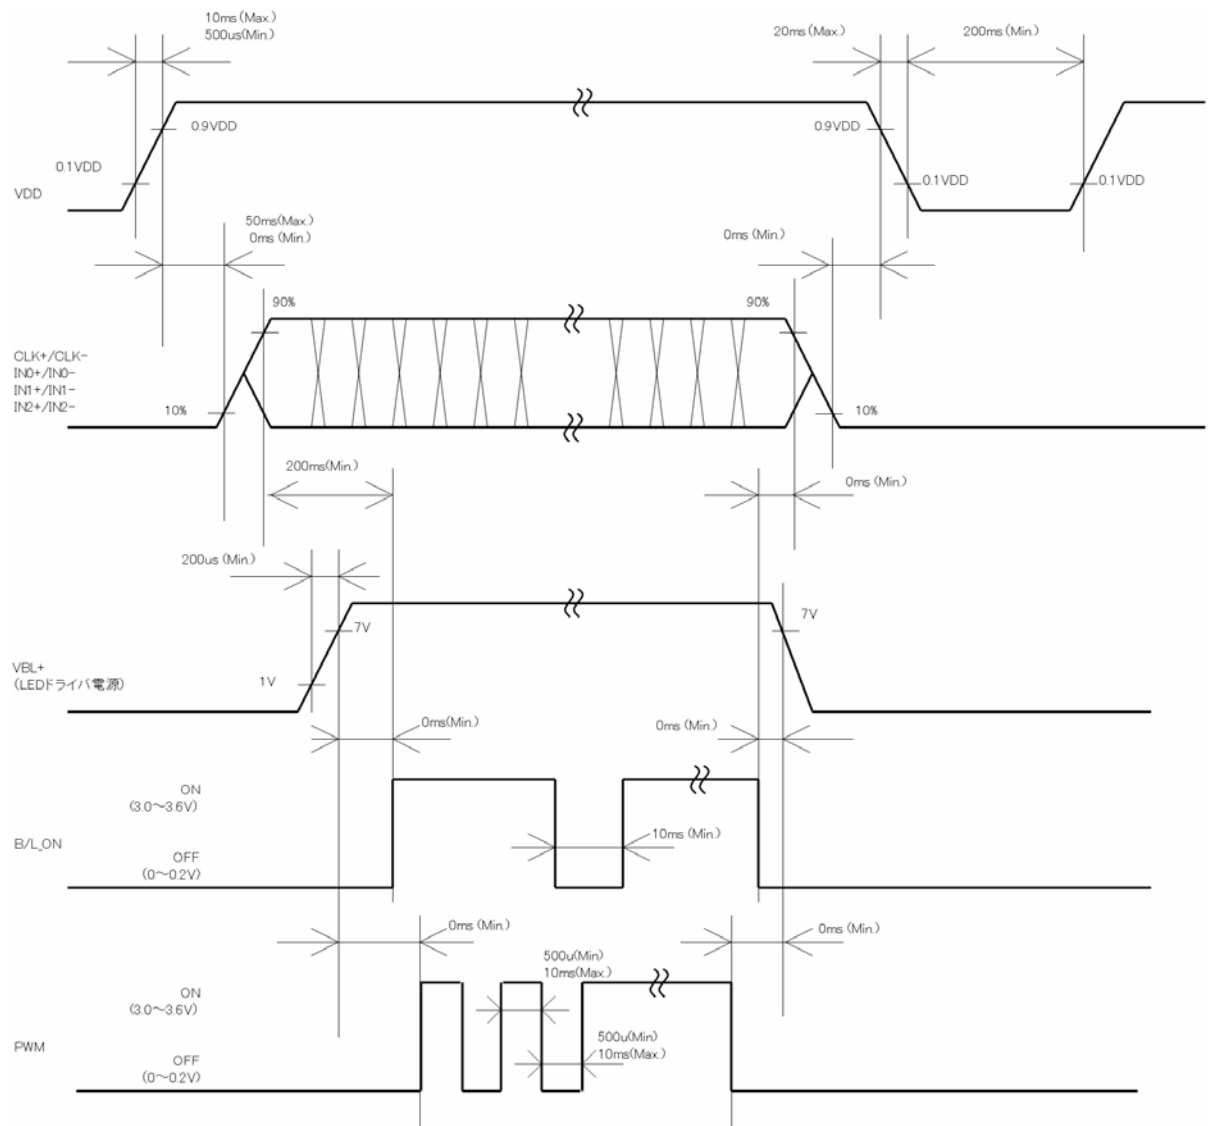 10ms (Max.)
500us(Min.)
20ms (Max.)
200ms (Min.)
0.9VDD
0.9VDD
0.1VDD
0.1VDD
0.1VDD
VDD
50ms(Max.)
0ms (Min.)
0ms (Min.)
90%
90%
CLK+/CLK-
IN0+/IN0-
IN1+/IN1-
IN2+/IN2-
10%
10%
200ms(Min.)
0ms (Min.)
200us (Min.)
7V
7V
VBL+
(LEDドライバ電源)
1V
0ms(Min.)
0ms (Min.)
ON
(3.0～3.6V)
10ms (Min.)
B/L_ON
OFF
(0～0.2V)
0ms (Min.)
0ms (Min.)
500u(Min)
10ms(Max.)
ON
(3.0～3.6V)
500u(Min)
10ms(Max.)
PWM
OFF
(0～0.2V)